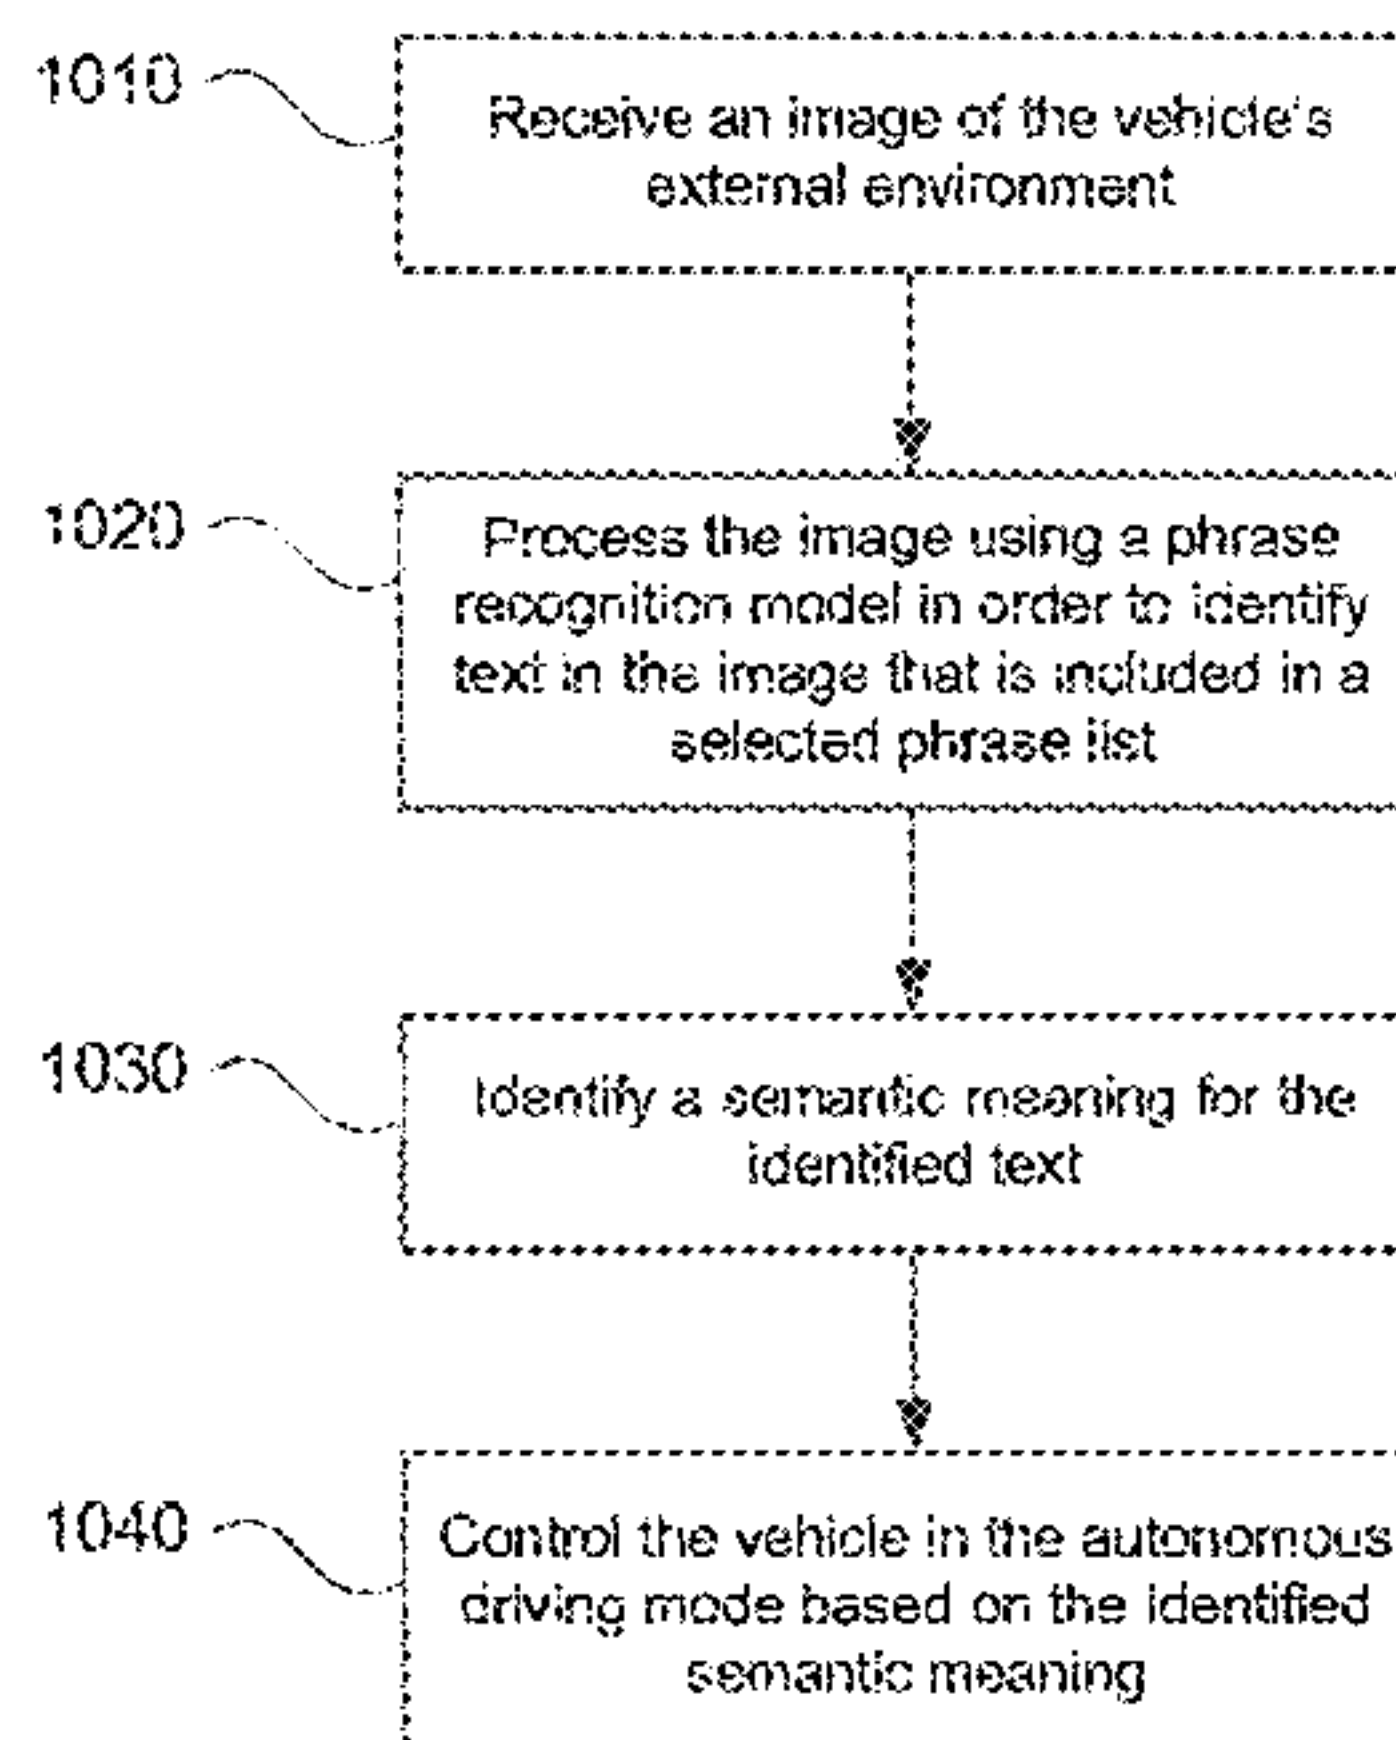 1010
Receive an image of the vehicle's
external environment
1020
Process the image using a phrase
recognition model in order to identify
text in the image that is included in a
selected phrase list
1030
Identify a semantic meaning for the
identified text
1040
Control the vehicle in the autonomous
driving mode based on the identified
semantic meaning